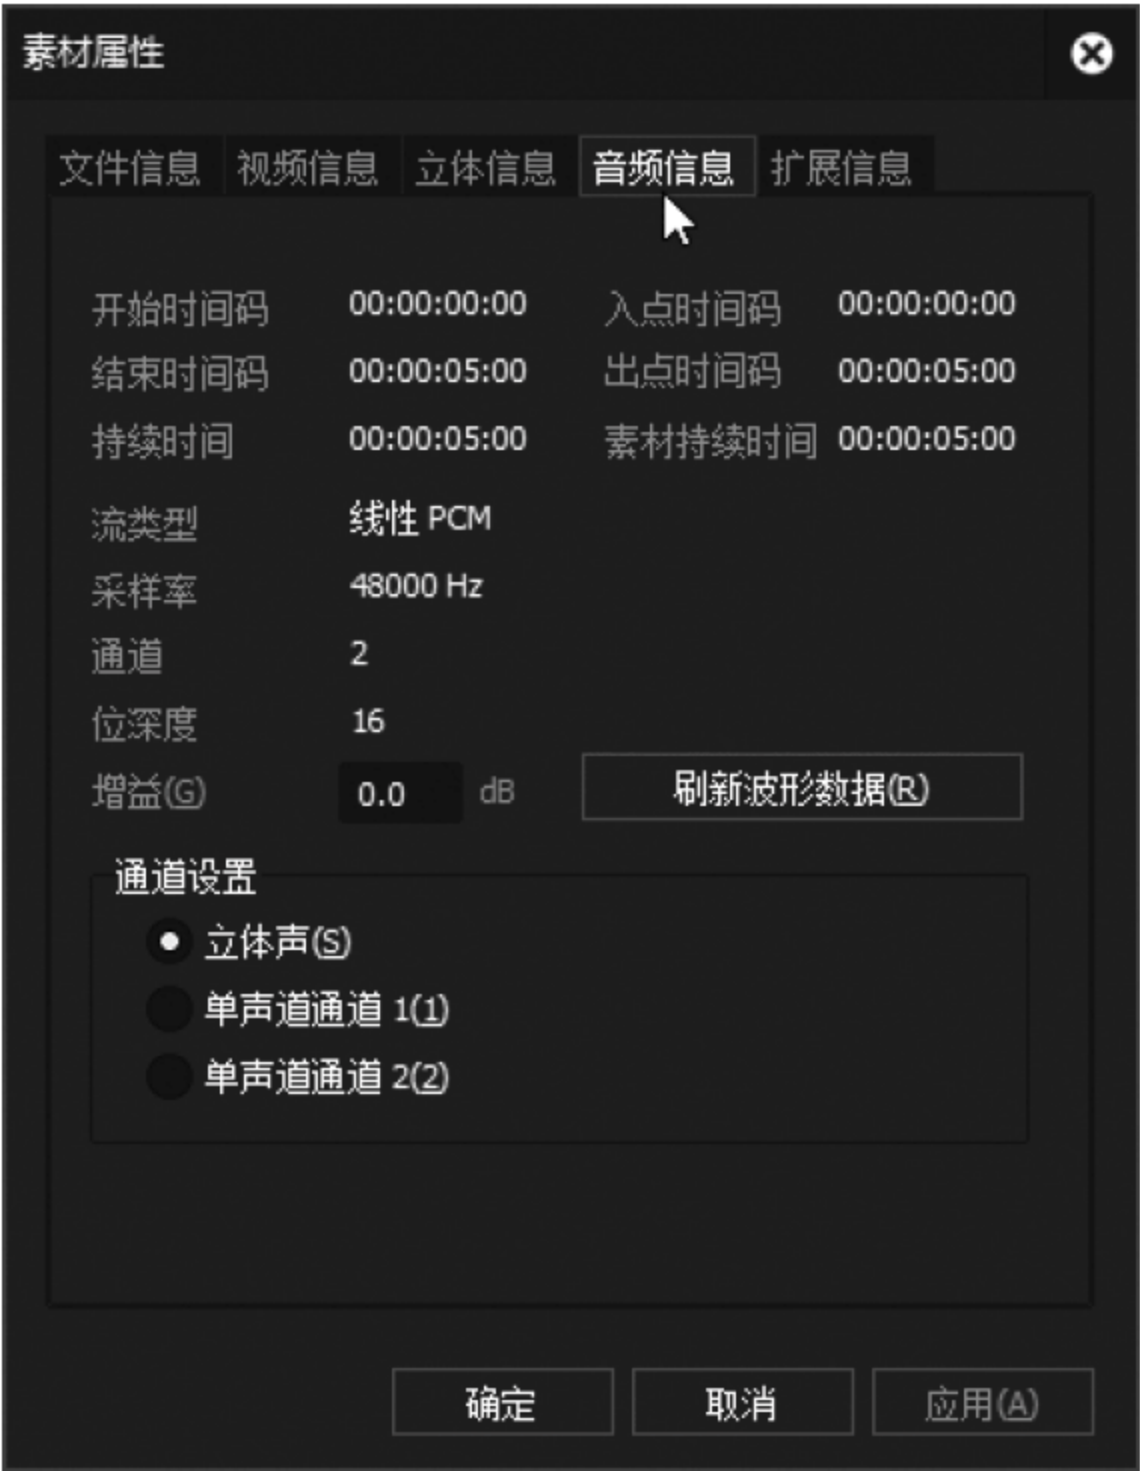 素材属性
文件信息 视频信息 立体信息 音频信息 扩展信息
开始时间码 00:00:00:00 入点时间码 00:00:00:00
结束时间码 00:00:05:00 出点时间码 00:00:05:00
持续时间 00:00:05:00 素材持续时间 00:00:05:00
流类型 线性 PCM
采样率 48000 Hz
通道 2
位深度 16
增益(G) 0.0 dB 刷新波形数据(R)
通道设置
立体声(S)
单声道通道 1(1)
单声道通道 2(2)
确定 取消 应用(A)